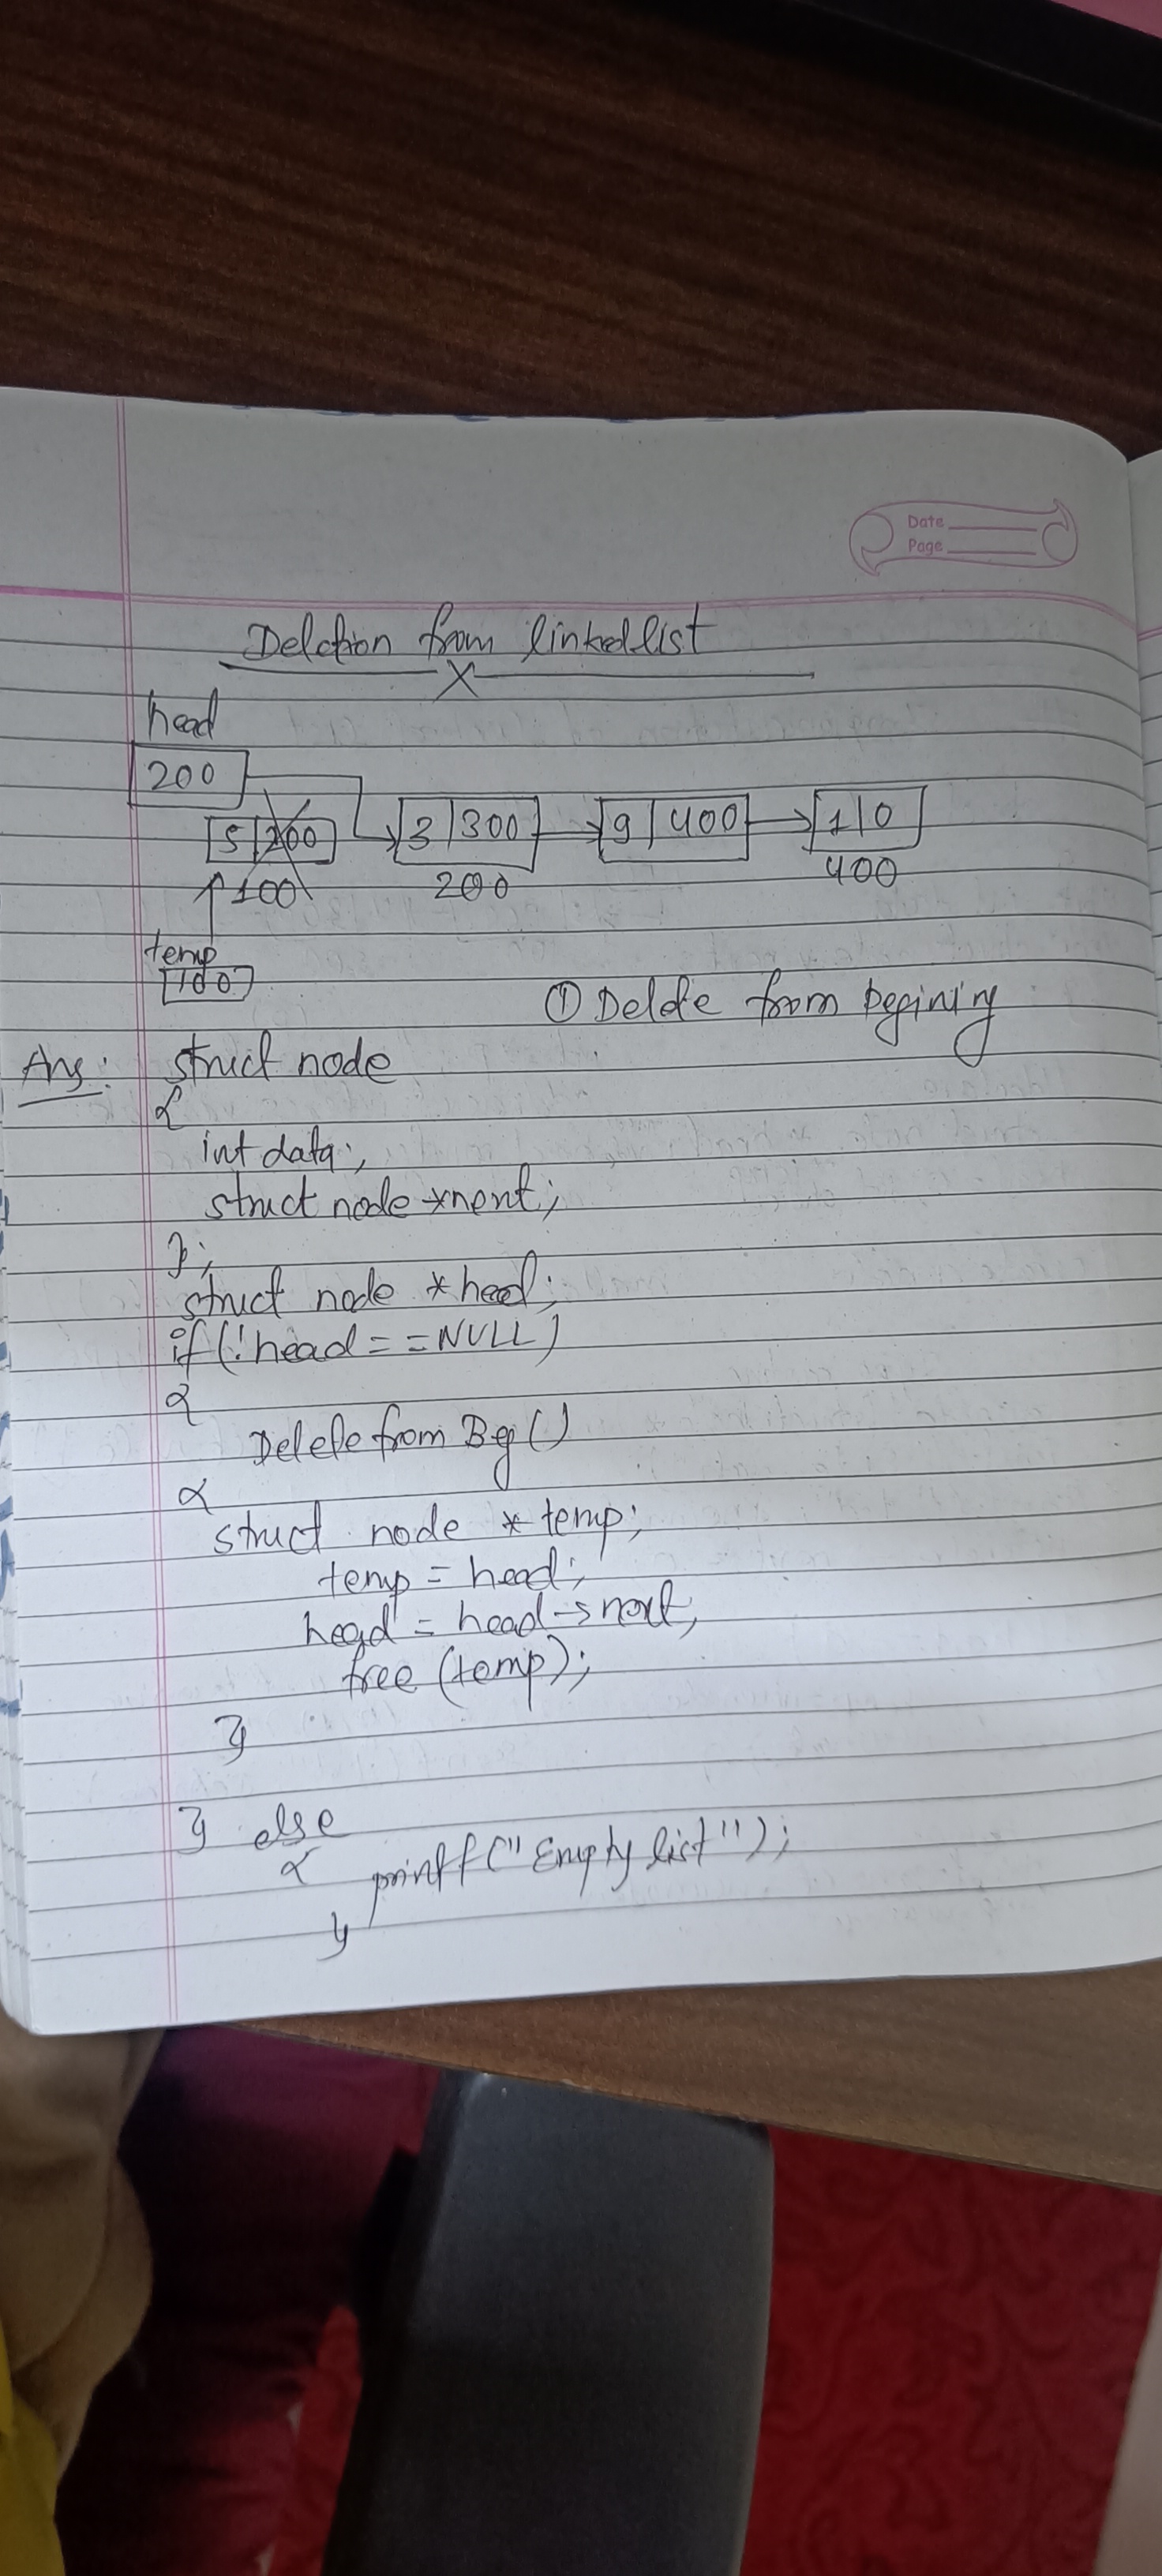 Date
Page
Deletion from linked list
X
head
200
5 | 200
3 | 300
9 | 400
1 | 0
100
200
400
temp
100
① Delete from begining
Ans: struct node
{
int data;
struct node *next;
};
struct node *head;
if(!head==NULL)
{
Delete from Beg()
{
struct node *temp;
temp = head;
head = head->next;
free (temp);
}
} else
{ printf("Empty list");
}